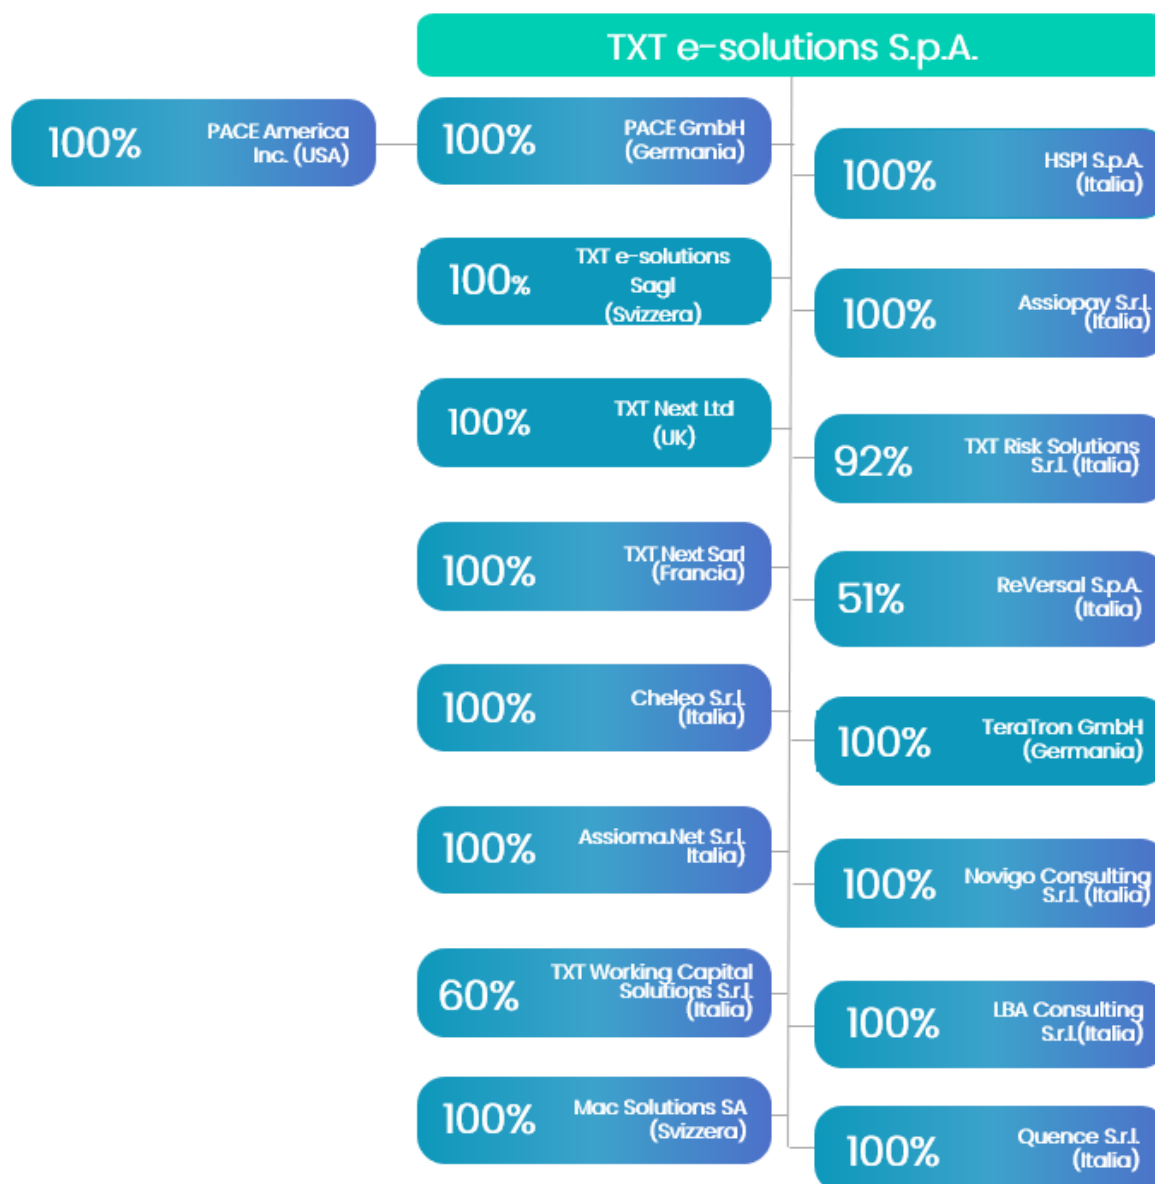 TXT e-solutions S.p.A.
100%
PACE America
Inc. (USA)
100%
PACE GmbH
(Germania)
100%
HSPI S.p.A.
(Italia)
100%
TXT e-solutions
Sagl
(Svizzera)
100%
Assiopay S.r.l.
(Italia)
100%
TXT Next Ltd
(UK)
92%
TXT Risk Solutions
S.r.l. (Italia)
100%
TXT Next Sarl
(Francia)
51%
ReVersal S.p.A.
(Italia)
100%
Cheleo S.r.l.
(Italia)
100%
TeraTron GmbH
(Germania)
100%
Assioma.Net S.r.l.
Italia)
100%
Novigo Consulting
S.r.l. (Italia)
60%
TXT Working Capital
Solutions S.r.l.
(Italia)
100%
LBA Consulting
S.r.l.(Italia)
100%
Mac Solutions SA
(Svizzera)
100%
Quence S.r.l.
(Italia)